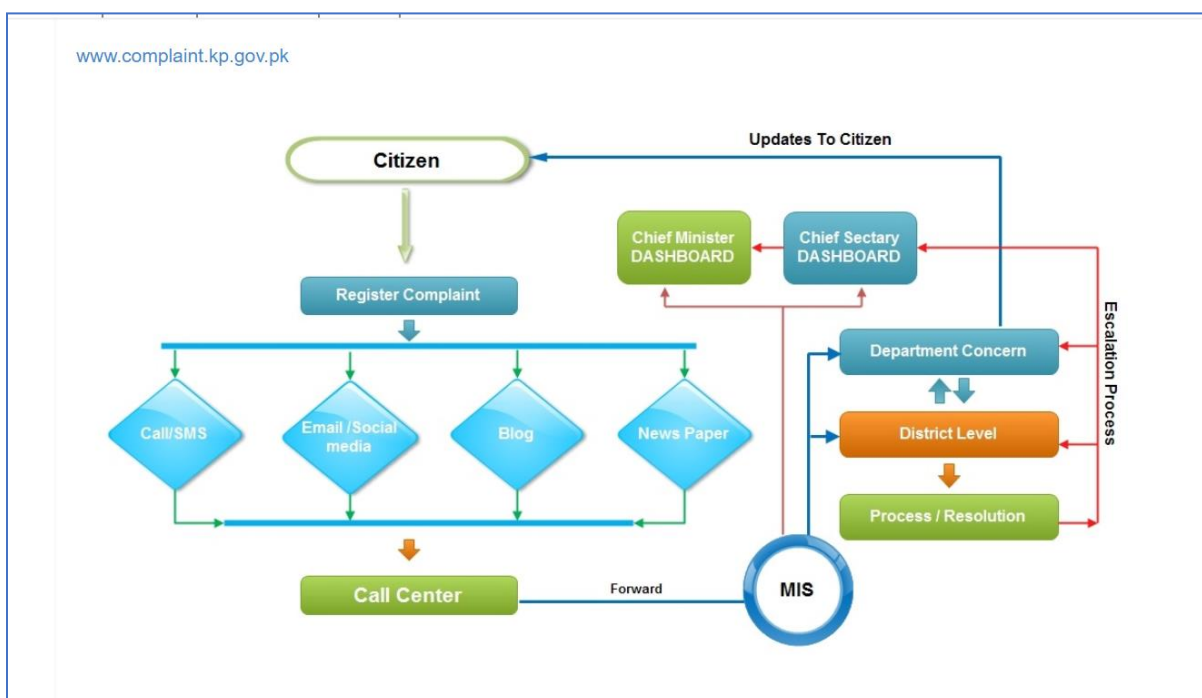 www.complaint.kp.gov.pk
Updates To Citizen
Citizen
Chief Minister
DASHBOARD
Chief Sectary
DASHBOARD
Register Complaint
Escalation Process
Department Concern
Call/SMS
Email /Social
media
Blog
News Paper
District Level
Process / Resolution
Call Center
Forward
MIS